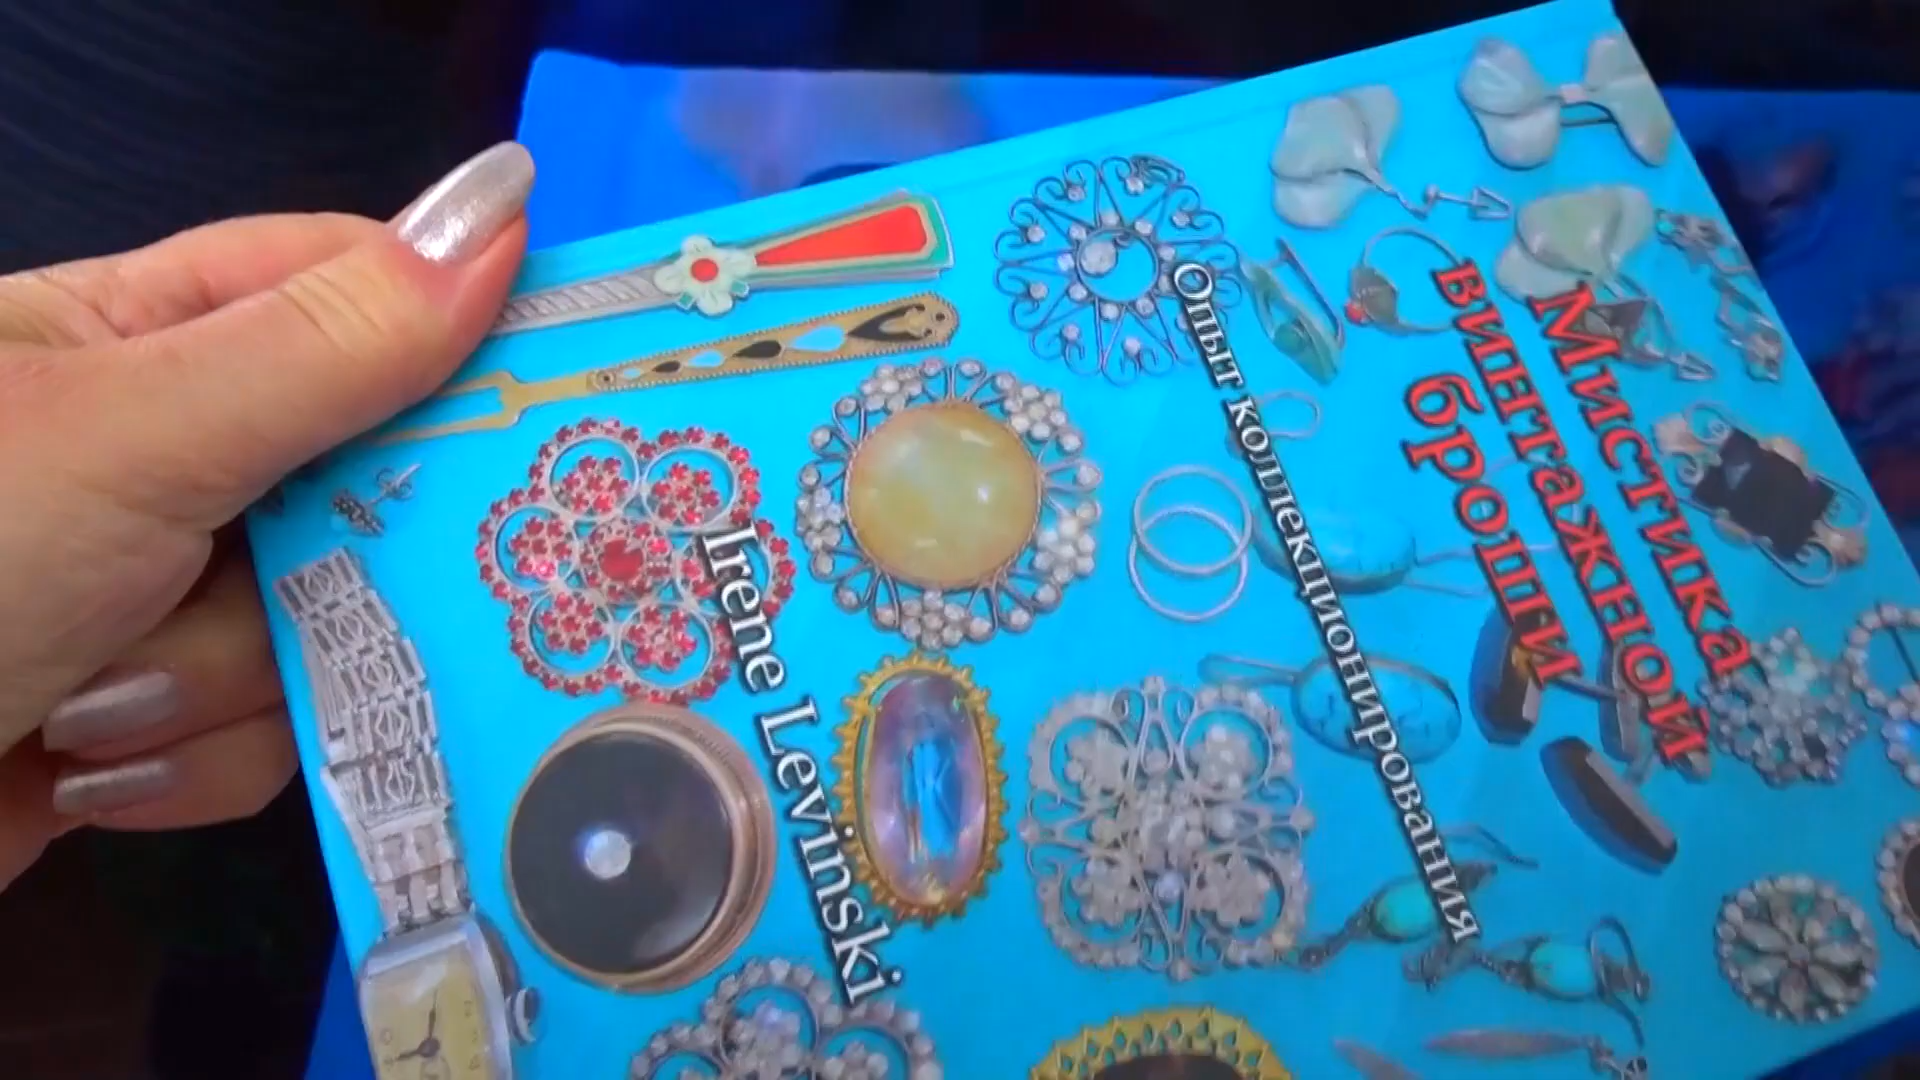 Мистика
винтажной
броши
Опыт коллекционирования
Irene Levinski